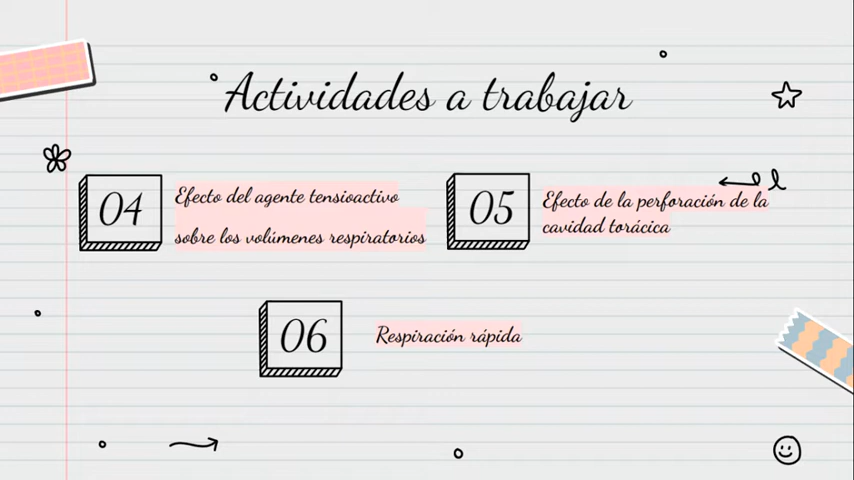 Actividades a trabajar
04
Efecto del agente tensioactivo
sobre los volúmenes respiratorios
05
Efecto de la perforación de la
cavidad torácica
06
Respiración rápida